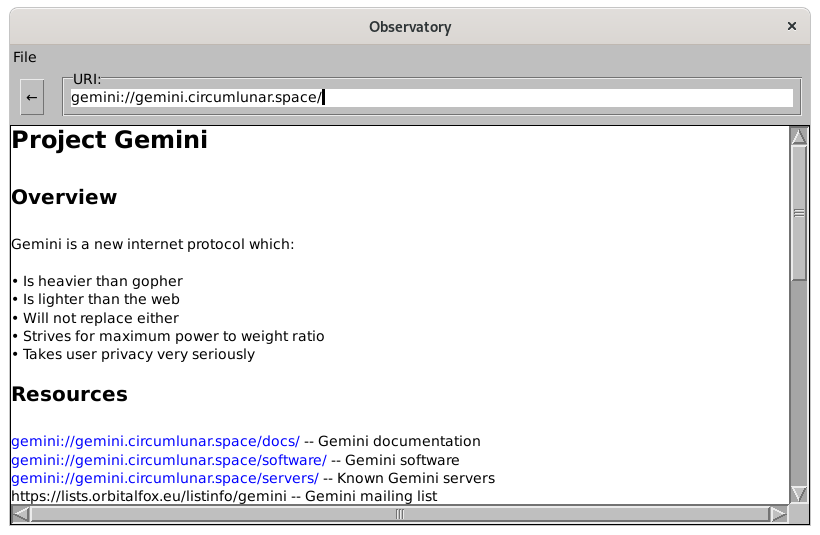 Observatory
×
File
URI:
←
gemini://gemini.circumlunar.space/
Project Gemini
Overview
Gemini is a new internet protocol which:
• Is heavier than gopher
• Is lighter than the web
• Will not replace either
• Strives for maximum power to weight ratio
• Takes user privacy very seriously
Resources
gemini://gemini.circumlunar.space/docs/ -- Gemini documentation
gemini://gemini.circumlunar.space/software/ -- Gemini software
gemini://gemini.circumlunar.space/servers/ -- Known Gemini servers
https://lists.orbitalfox.eu/listinfo/gemini -- Gemini mailing list